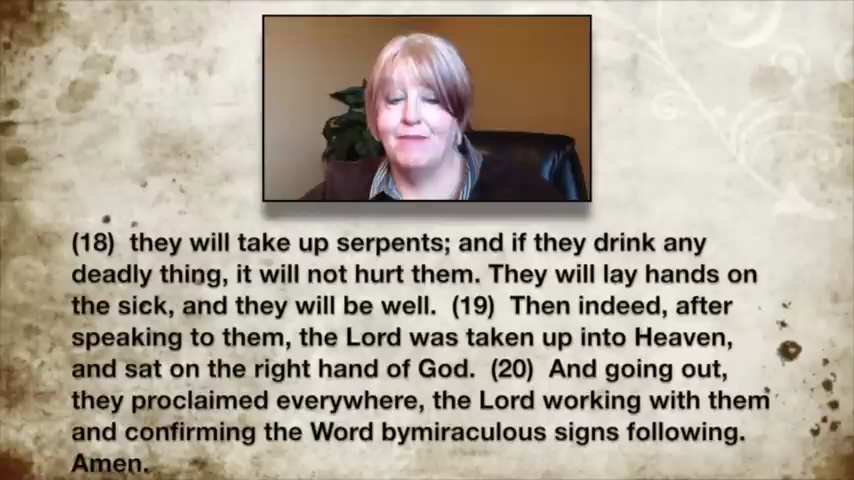 (18) they will take up serpents; and if they drink any
deadly thing, it will not hurt them. They will lay hands on
the sick, and they will be well. (19) Then indeed, after
speaking to them, the Lord was taken up into Heaven,
and sat on the right hand of God. (20) And going out,
they proclaimed everywhere, the Lord working with them
and confirming the Word bymiraculous signs following.
Amen.